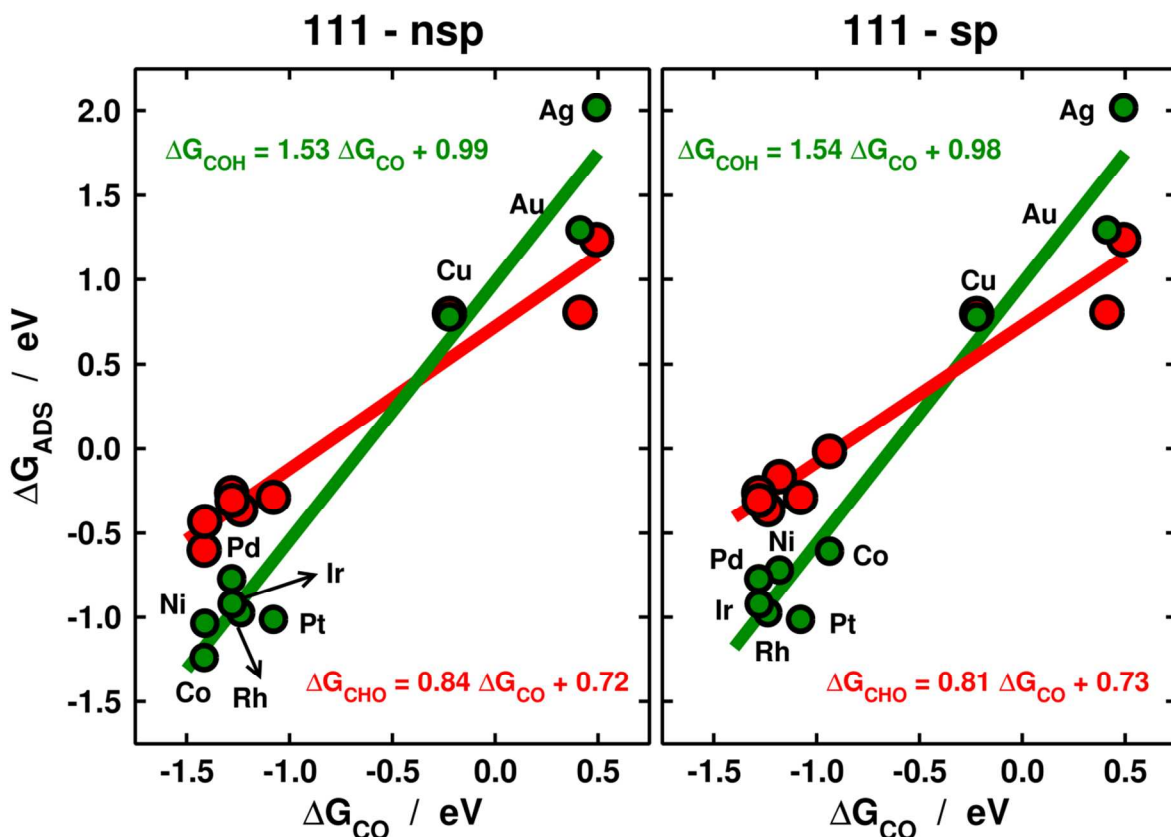 111 - nsp
111 - sp
ΔG_ADS / eV
2.0
1.5
1.0
0.5
0.0
-0.5
-1.0
-1.5
ΔG_COH = 1.53 ΔG_CO + 0.99
Ag
Au
Cu
Pd
Ir
Ni
Pt
Co
Rh
ΔG_CHO = 0.84 ΔG_CO + 0.72
-1.5 -1.0 -0.5 0.0 0.5
ΔG_CO / eV
ΔG_COH = 1.54 ΔG_CO + 0.98
Ag
Au
Cu
Ni
Pd
Co
Ir
Pt
Rh
ΔG_CHO = 0.81 ΔG_CO + 0.73
-1.5 -1.0 -0.5 0.0 0.5
ΔG_CO / eV